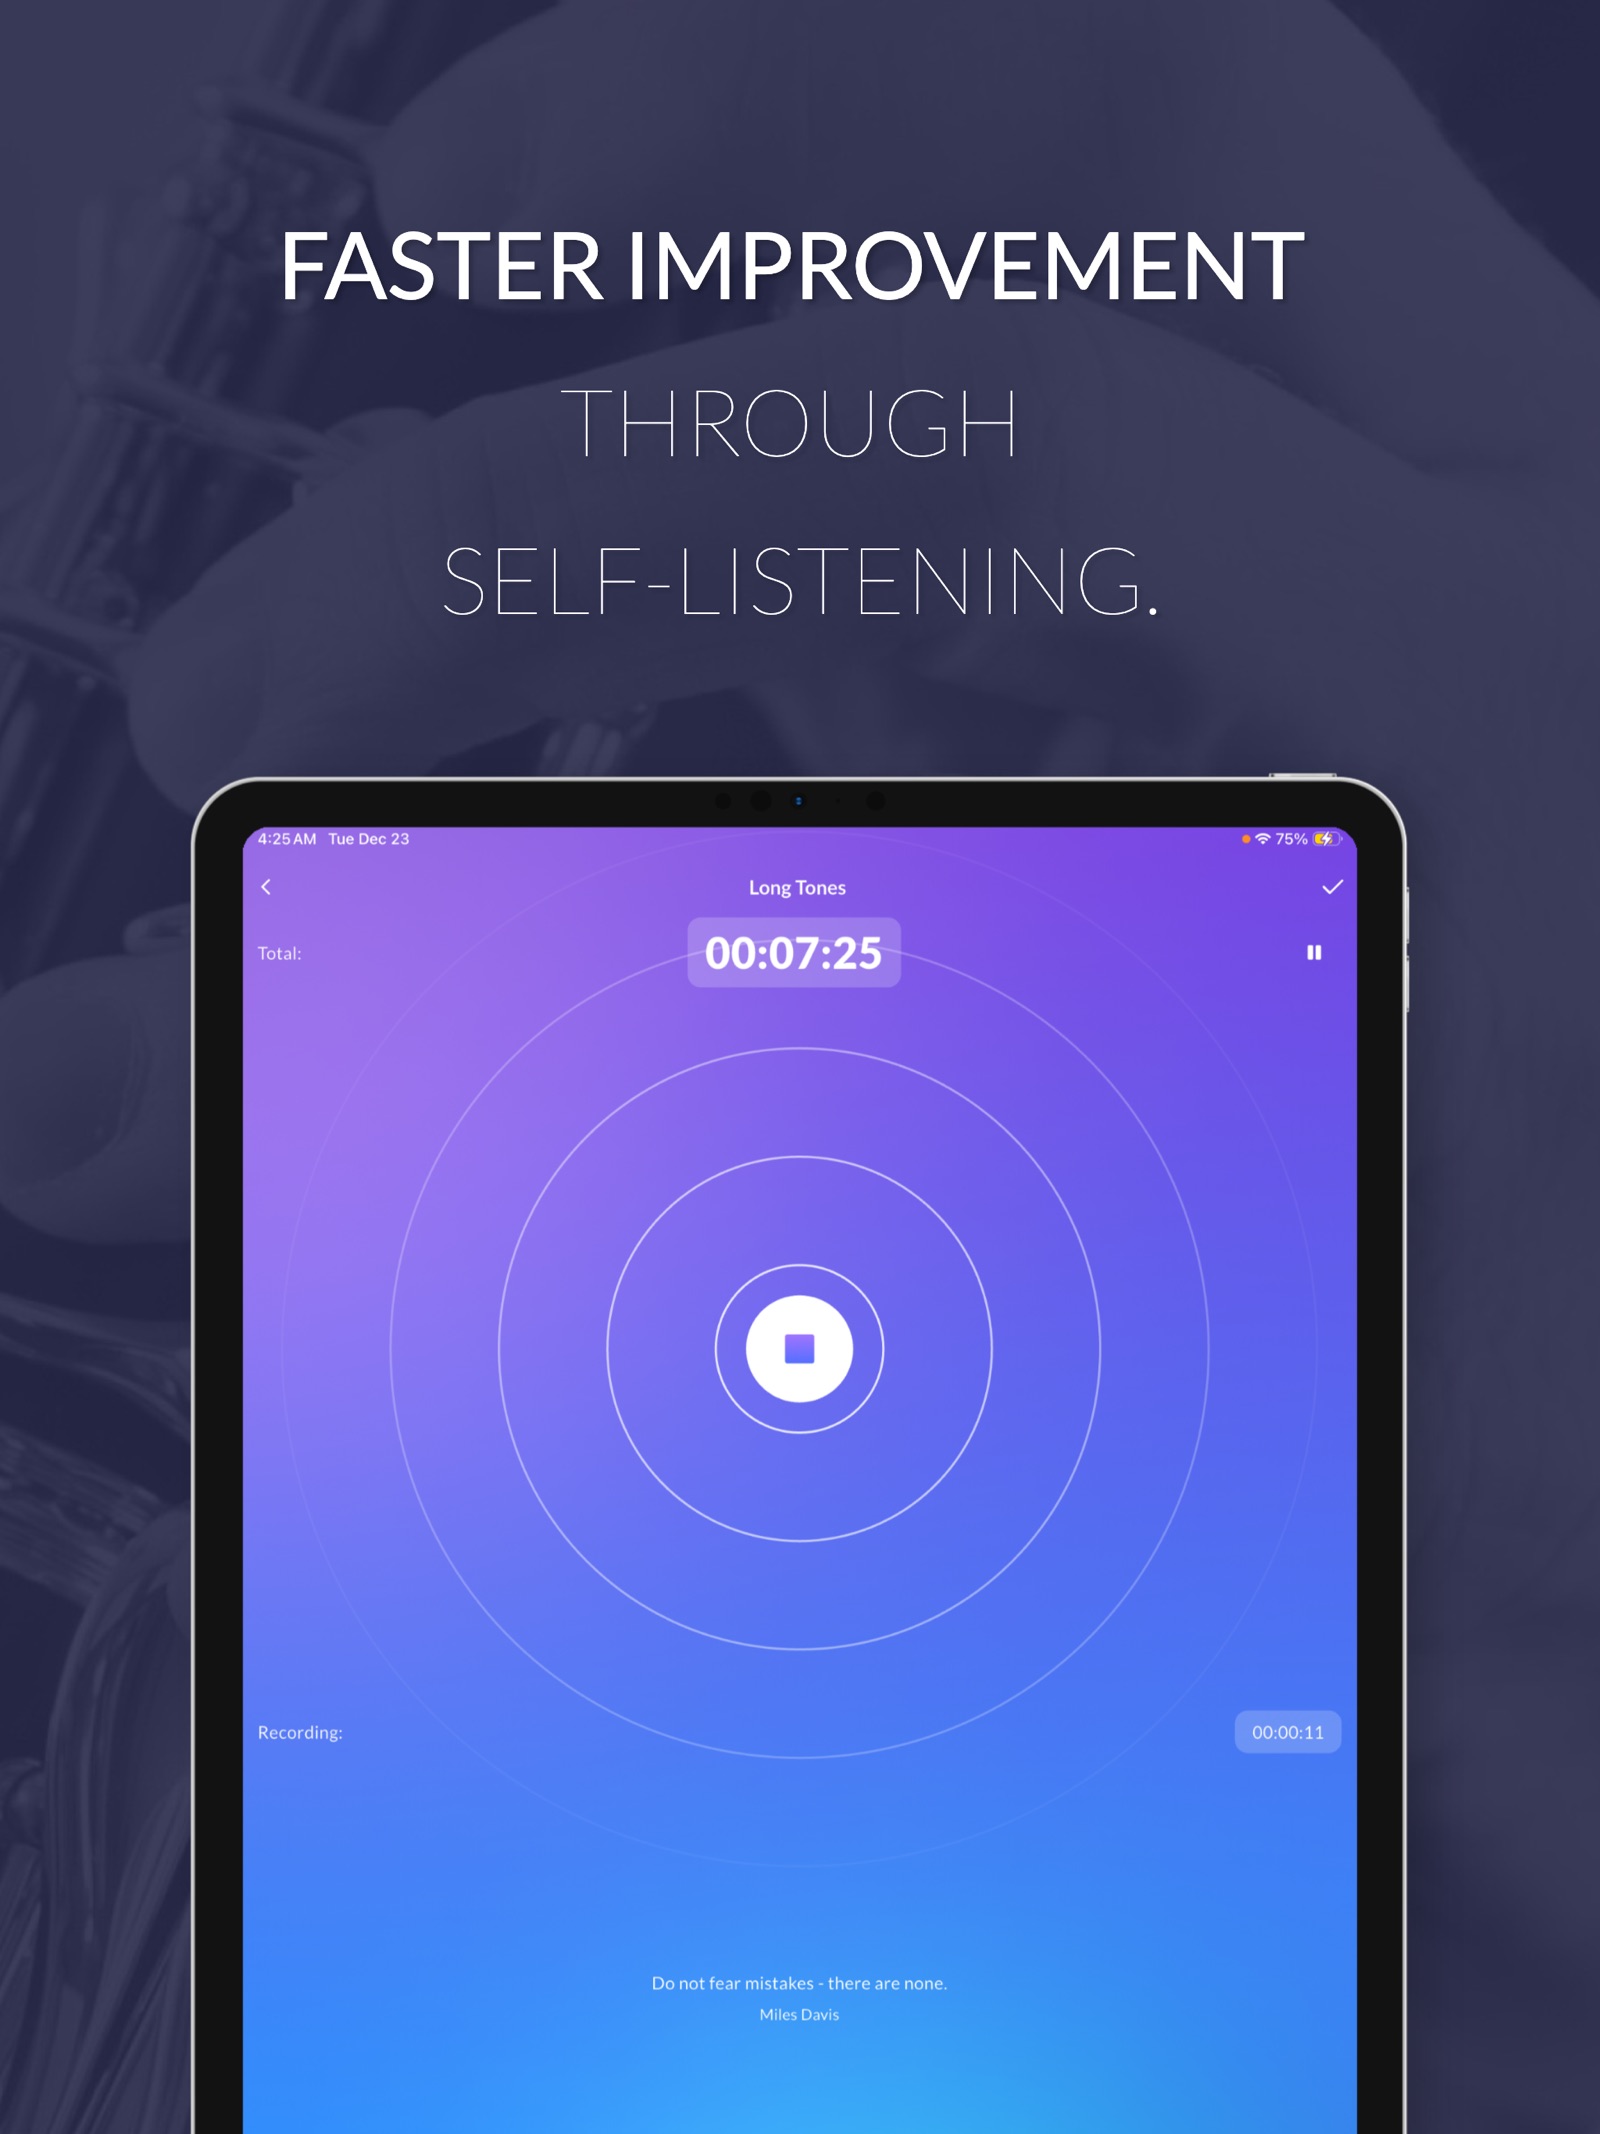 FASTER IMPROVEMENT
THROUGH
SELF-LISTENING.
4:25 AM Tue Dec 23 75%
Long Tones
Total: 00:07:25
Recording: 00:00:11
Do not fear mistakes - there are none.
Miles Davis